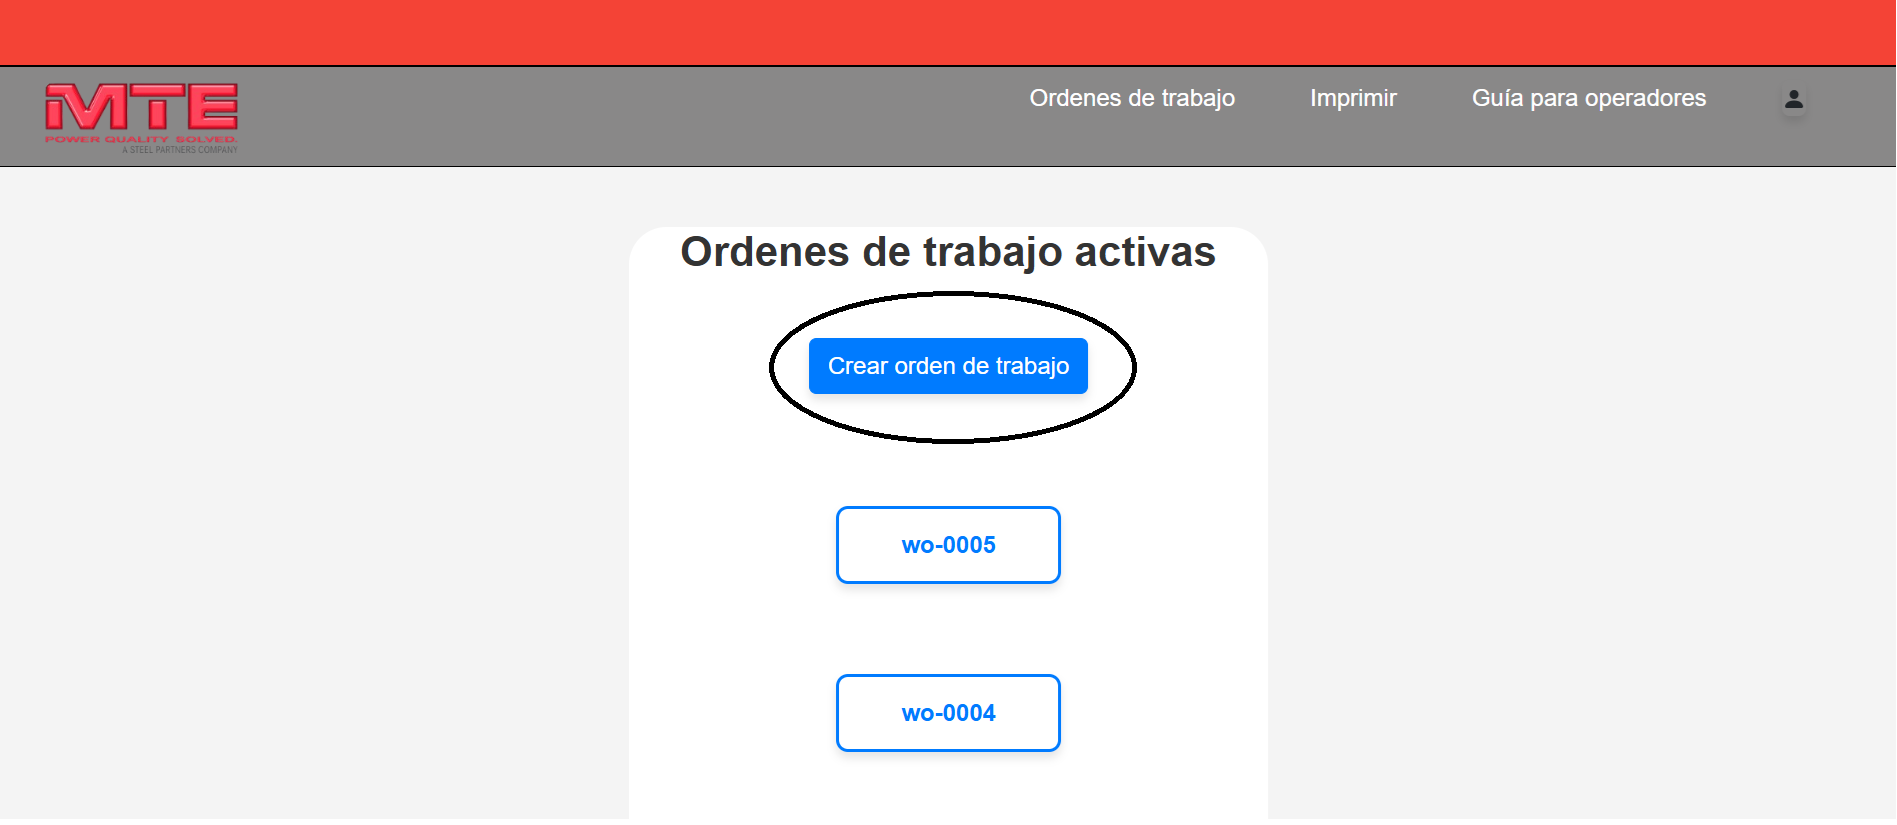 MTE
POWER QUALITY SOLVED.
A STEEL PARTNERS COMPANY
Ordenes de trabajo
Imprimir
Guía para operadores
Ordenes de trabajo activas
Crear orden de trabajo
wo-0005
wo-0004